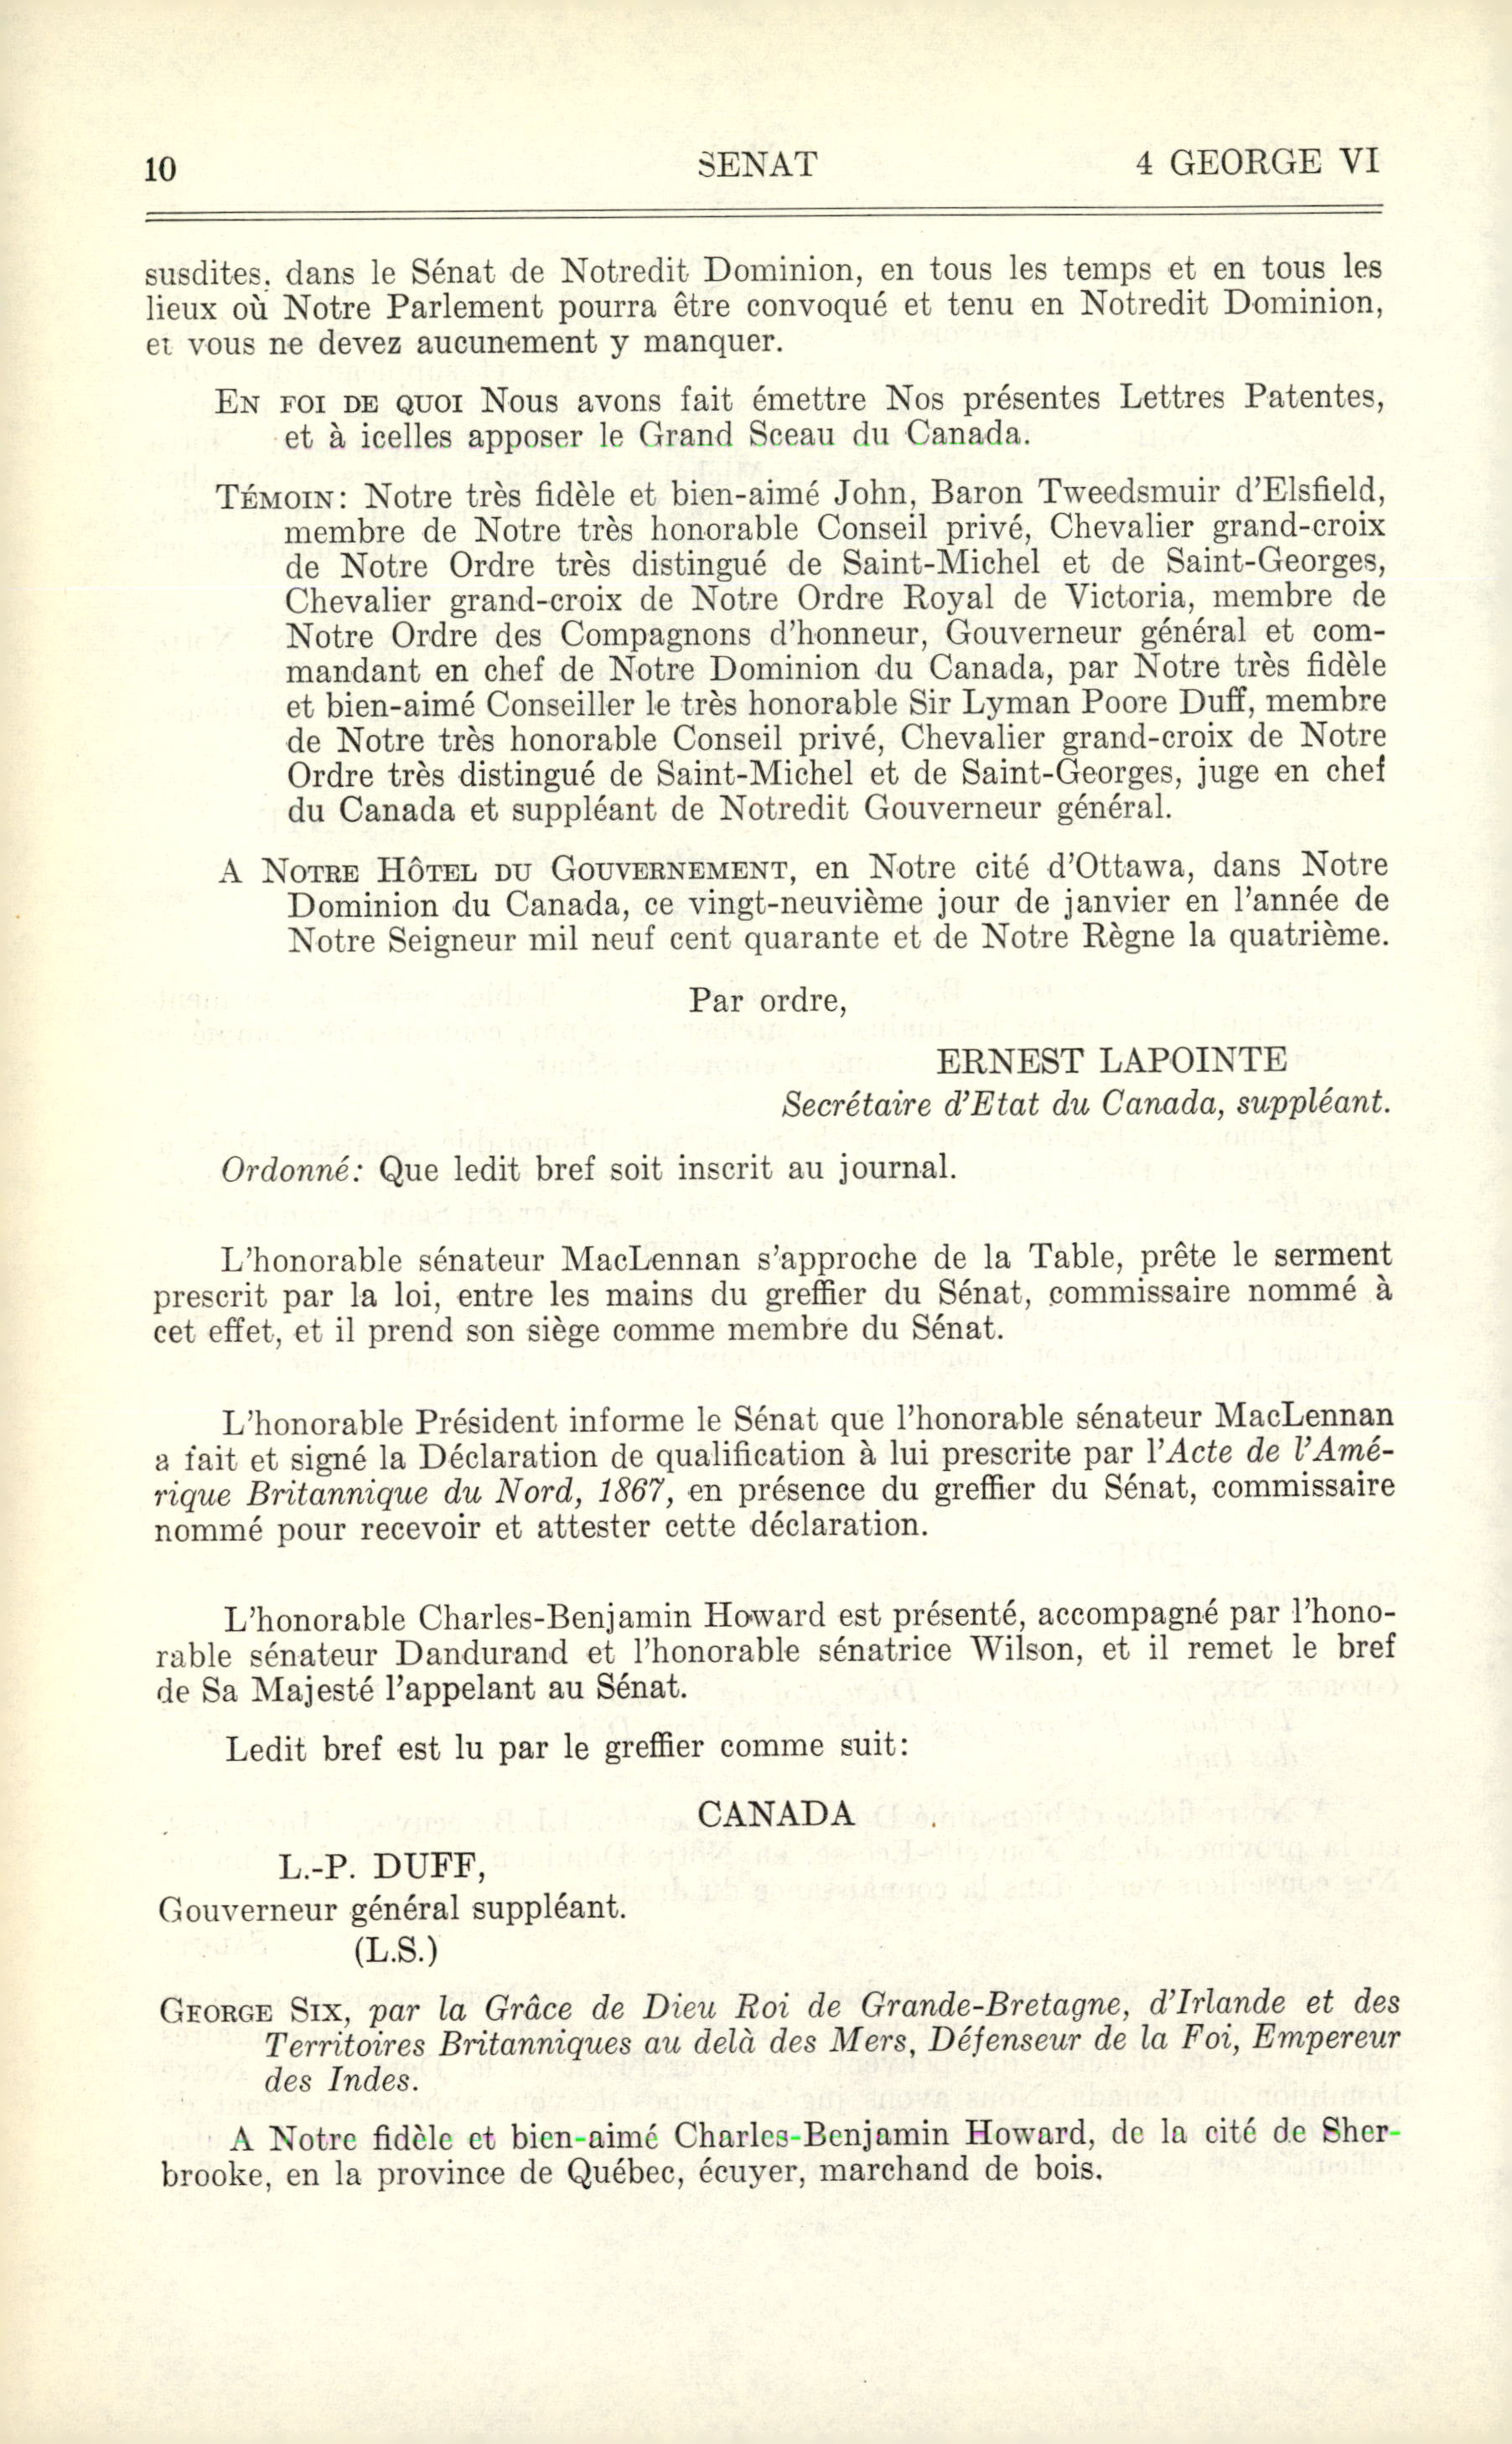 10 SENAT 4 GEORGE VI
susdites, dans le Sénat de Notredit Dominion, en tous les temps et en tous les
lieux où Notre Parlement pourra être convoqué et tenu en Notredit Dominion,
et vous ne devez aucunement y manquer.
EN FOI DE QUOI Nous avons fait émettre Nos présentes Lettres Patentes,
et à icelles apposer le Grand Sceau du Canada.
TÉMOIN: Notre très fidèle et bien-aimé John, Baron Tweedsmuir d'Elsfield,
membre de Notre très honorable Conseil privé, Chevalier grand-croix
de Notre Ordre très distingué de Saint-Michel et de Saint-Georges,
Chevalier grand-croix de Notre Ordre Royal de Victoria, membre de
Notre Ordre des Compagnons d'honneur, Gouverneur général et com-
mandant en chef de Notre Dominion du Canada, par Notre très fidèle
et bien-aimé Conseiller le très honorable Sir Lyman Poore Duff, membre
de Notre très honorable Conseil privé, Chevalier grand-croix de Notre
Ordre très distingué de Saint-Michel et de Saint-Georges, juge en chef
du Canada et suppléant de Notredit Gouverneur général.
A NOTRE HÔTEL DU GOUVERNEMENT, en Notre cité d'Ottawa, dans Notre
Dominion du Canada, ce vingt-neuvième jour de janvier en l'année de
Notre Seigneur mil neuf cent quarante et de Notre Règne la quatrième.
Par ordre,
ERNEST LAPOINTE
Secrétaire d'Etat du Canada, suppléant.
Ordonné: Que ledit bref soit inscrit au journal.
L'honorable sénateur MacLennan s'approche de la Table, prête le serment
prescrit par la loi, entre les mains du greffier du Sénat, commissaire nommé à
cet effet, et il prend son siège comme membre du Sénat.
L'honorable Président informe le Sénat que l'honorable sénateur MacLennan
a fait et signé la Déclaration de qualification à lui prescrite par l'Acte de l'Amé-
rique Britannique du Nord, 1867, en présence du greffier du Sénat, commissaire
nommé pour recevoir et attester cette déclaration.
L'honorable Charles-Benjamin Howard est présenté, accompagné par l'hono-
rable sénateur Dandurand et l'honorable sénatrice Wilson, et il remet le bref
de Sa Majesté l'appelant au Sénat.
Ledit bref est lu par le greffier comme suit:
CANADA
L.-P. DUFF,
Gouverneur général suppléant.
(L.S.)
GEORGE SIX, par la Grâce de Dieu Roi de Grande-Bretagne, d'Irlande et des
Territoires Britanniques au delà des Mers, Défenseur de la Foi, Empereur
des Indes.
A Notre fidèle et bien-aimé Charles-Benjamin Howard, de la cité de Sher-
brooke, en la province de Québec, écuyer, marchand de bois.